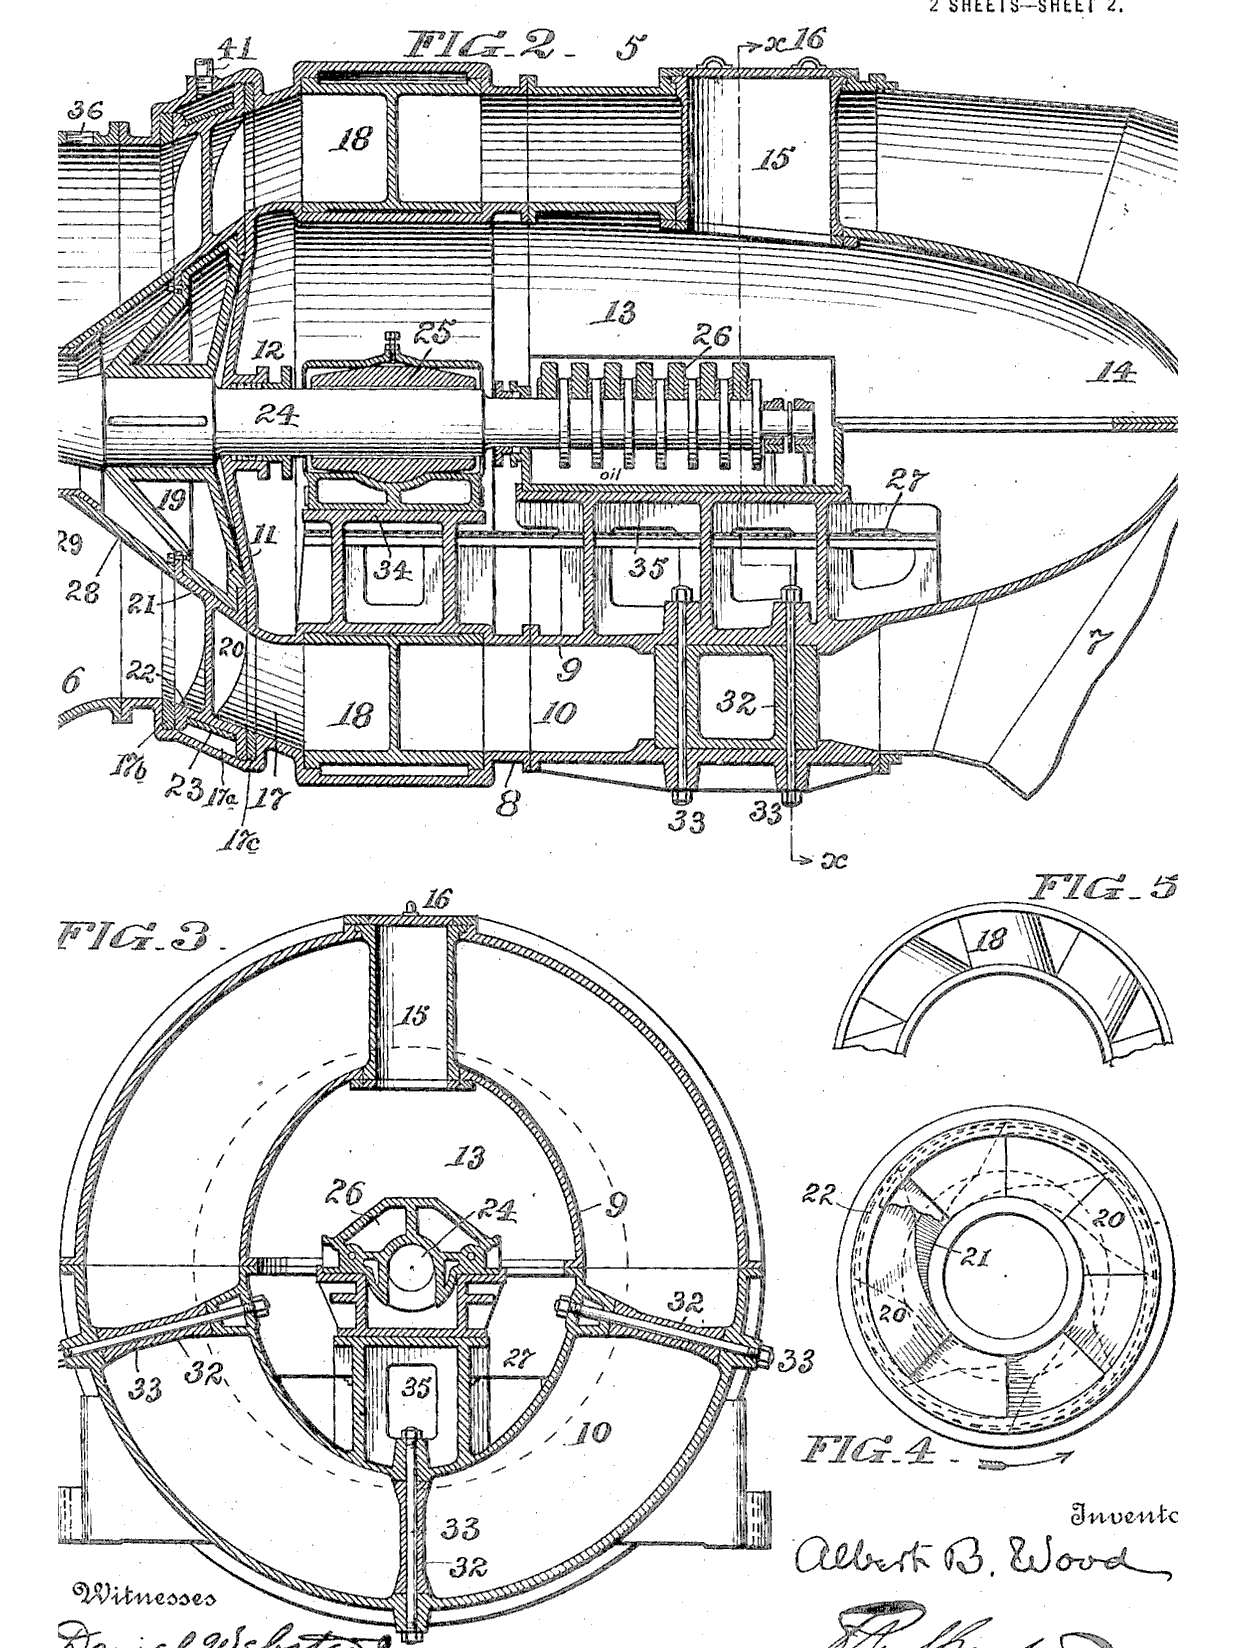 2 SHEETS—SHEET 2.
FIG. 2. 5 x 16
41
36
18 15
13
12 25 26
14
24
oil 27
19
29 11 34 35
28 21
20 9 7
6 22 18 10 32
17b 23 17a 17 8 33 33
17c x
FIG. 5
16
FIG. 3. 18
15
13
26 24 9 22 20
21
32 20
33 32 27 33
35
10
FIG. 4.
33 Invento
32 Albert B. Wood
Witnesses
Daniel Webster